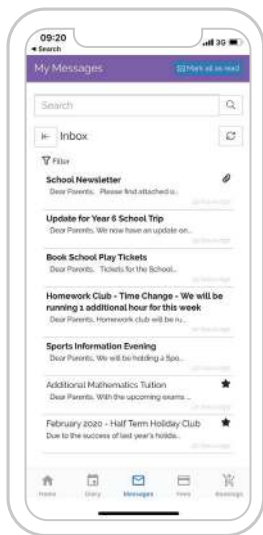 09:20
3G
Search
My Messages
Mark all as read
Search
Inbox
Filter
School Newsletter
Dear Parents, Please find attached o..
Update for Year 6 School Trip
Dear Parents, We now have an update on...
Book School Play Tickets
Dear Parents, Tickets for the School...
Homework Club - Time Change - We will be
running 1 additional hour for this week
Dear Parents, Homework club will be ru..
Sports Information Evening
Dear Parents, We will be holding a Spo...
Additional Mathematics Tuition
Dear Parents, With the upcoming exams ...
February 2020 - Half Term Holiday Club
Due to the success of last year's holida..
Home Diary Messages Fees Bookings